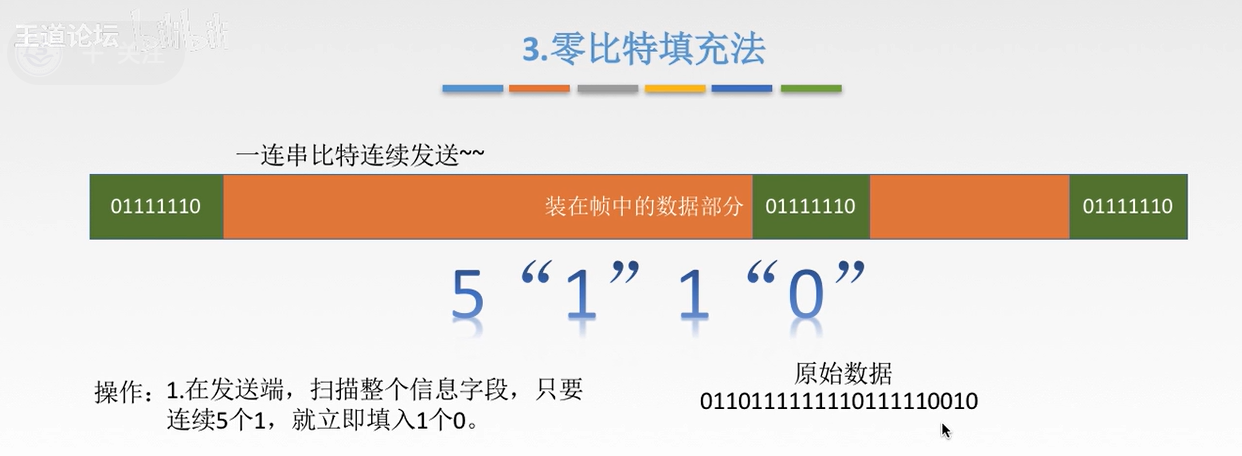 王道论坛
3.零比特填充法
一连串比特连续发送~~
01111110
装在帧中的数据部分
01111110
01111110
5 “1” 1 “0”
操作：1.在发送端，扫描整个信息字段，只要
连续5个1，就立即填入1个0。
原始数据
0110111111110111110010